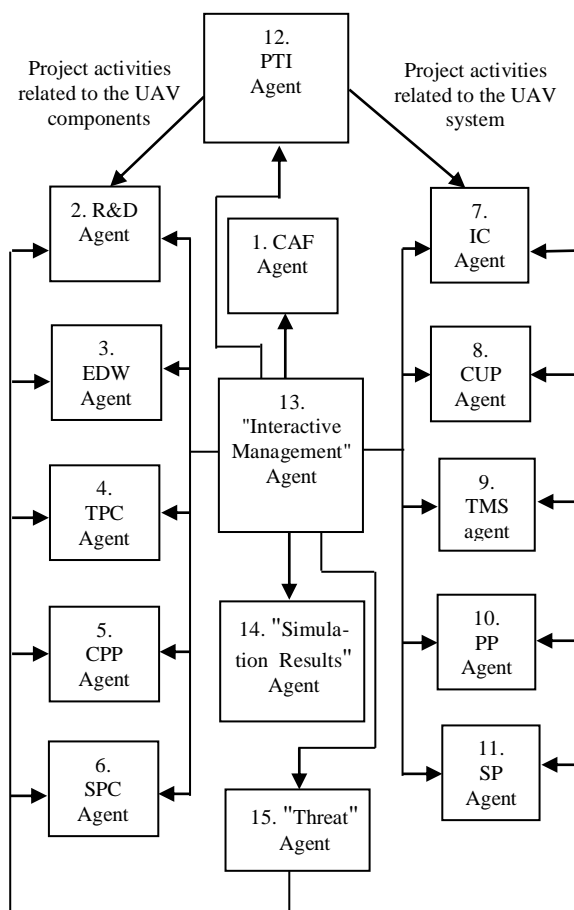 12.
PTI
Agent
Project activities
related to the UAV
components
Project activities
related to the UAV
system
2. R&D
Agent
1. CAF
Agent
7.
IC
Agent
3.
EDW
Agent
8.
CUP
Agent
13.
"Interactive
Management"
Agent
4.
TPC
Agent
9.
TMS
agent
5.
CPP
Agent
14. "Simula-
tion Results"
Agent
10.
PP
Agent
6.
SPC
Agent
11.
SP
Agent
15. "Threat"
Agent